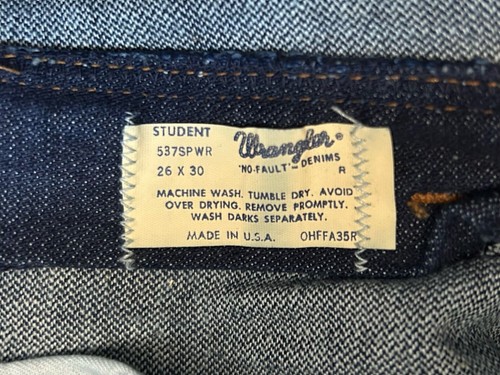 STUDENT
Wrangler®
537SPWR
"NO-FAULT"— DENIMS
26 X 30
R
MACHINE WASH. TUMBLE DRY. AVOID
OVER DRYING. REMOVE PROMPTLY.
WASH DARKS SEPARATELY.
MADE IN U.S.A. OHFFA35R